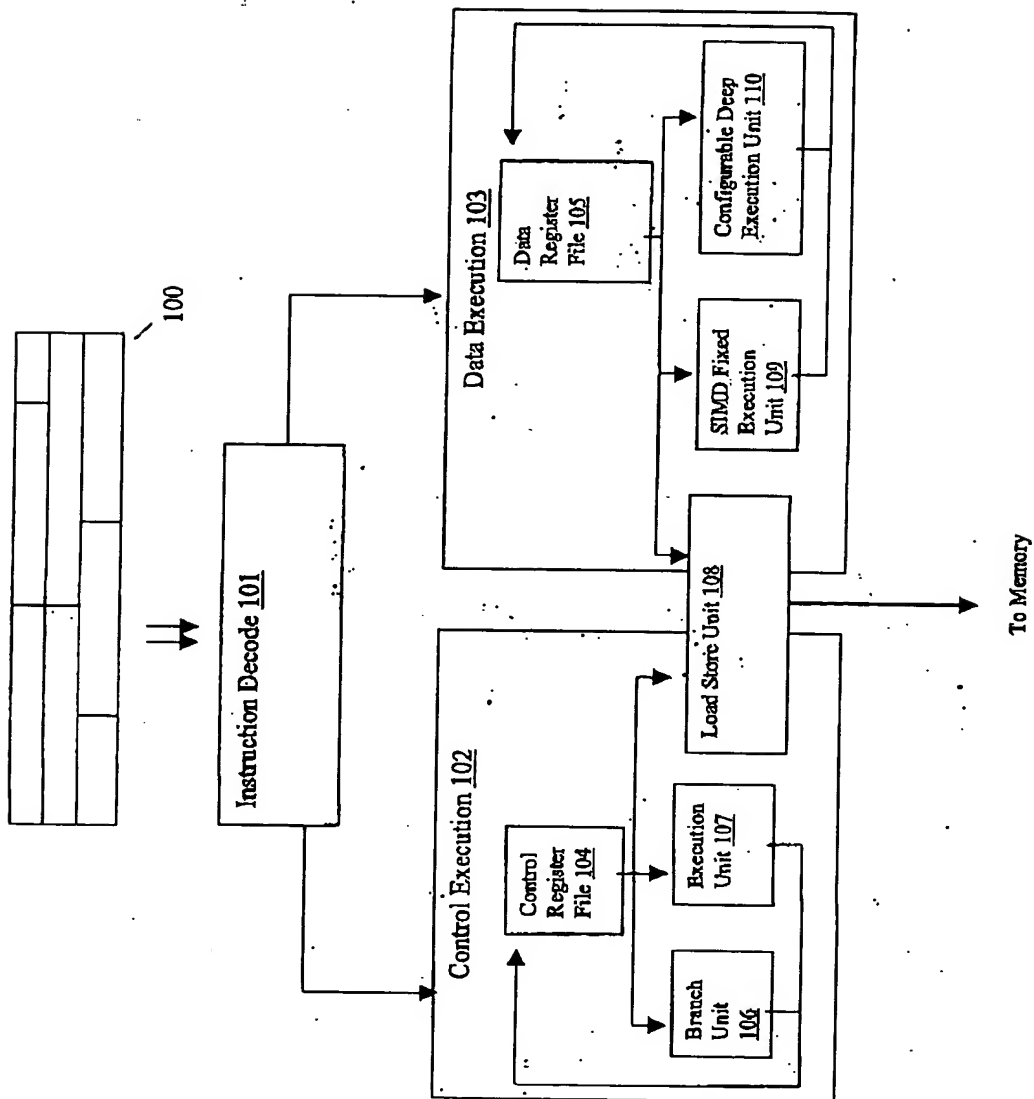 100
Instruction Decode 101
Control Execution 102
Control
Register
File 104
Branch
Unit
106
Execution
Unit 107
Load Store Unit 108
Data Execution 103
Data
Register
File 105
SIMD Fixed
Execution
Unit 109
Configurable Deep
Execution Unit 110
To Memory